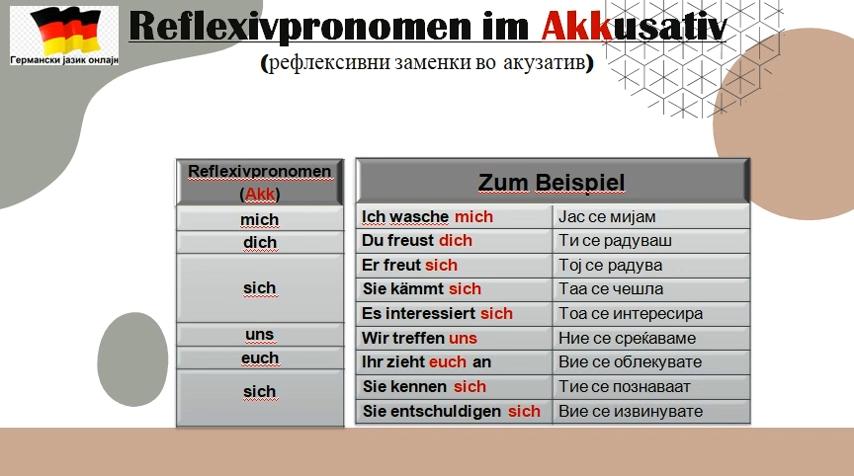 Reflexivpronomen im Akkusativ
Германски јазик онлајн
(рефлексивни заменки во акузатив)
Reflexivpronomen
(Akk)
mich
dich
sich
uns
euch
sich
Zum Beispiel
Ich wasche mich Јас се мијам
Du freust dich Ти се радуваш
Er freut sich Тој се радува
Sie kämmt sich Таа се чешла
Es interessiert sich Тоа се интересира
Wir treffen uns Ние се среќаваме
Ihr zieht euch an Вие се облекувате
Sie kennen sich Тие се познаваат
Sie entschuldigen sich Вие се извинувате